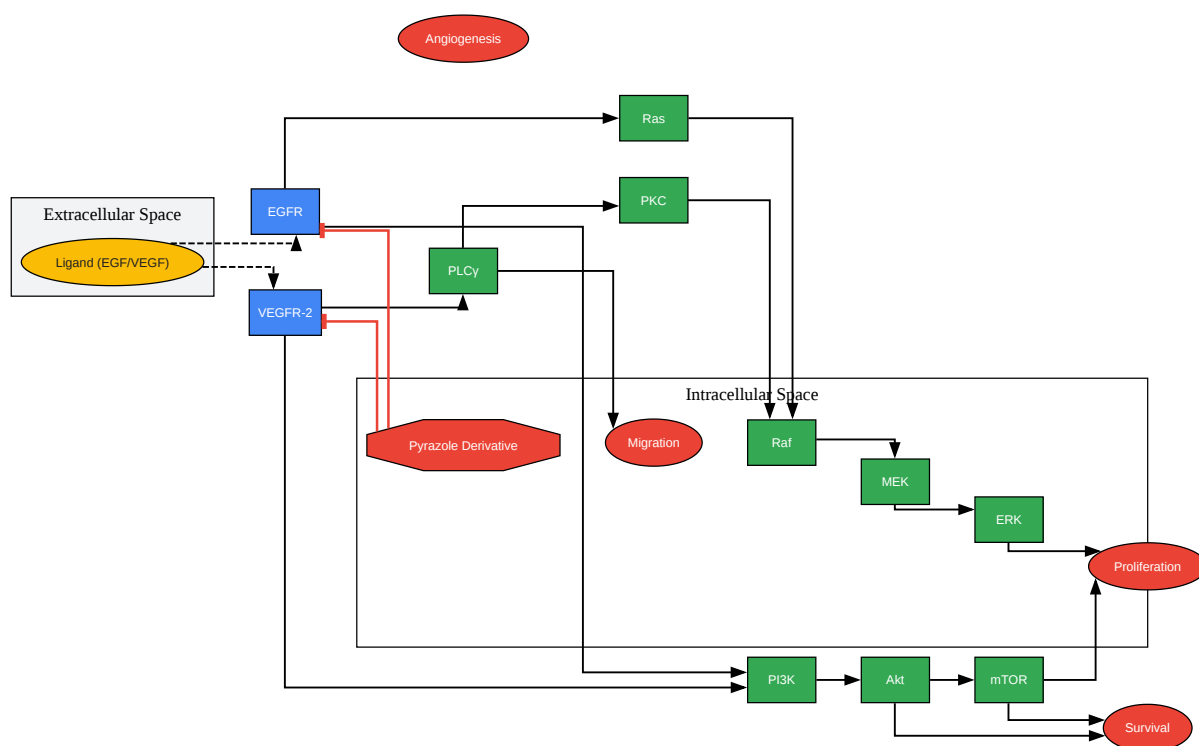 Angiogenesis
Ras
PKC
EGFR
Extracellular Space
Ligand (EGF/VEGF)
PLCγ
VEGFR-2
Intracellular Space
Pyrazole Derivative
Migration
Raf
MEK
ERK
Proliferation
PI3K
Akt
mTOR
Survival